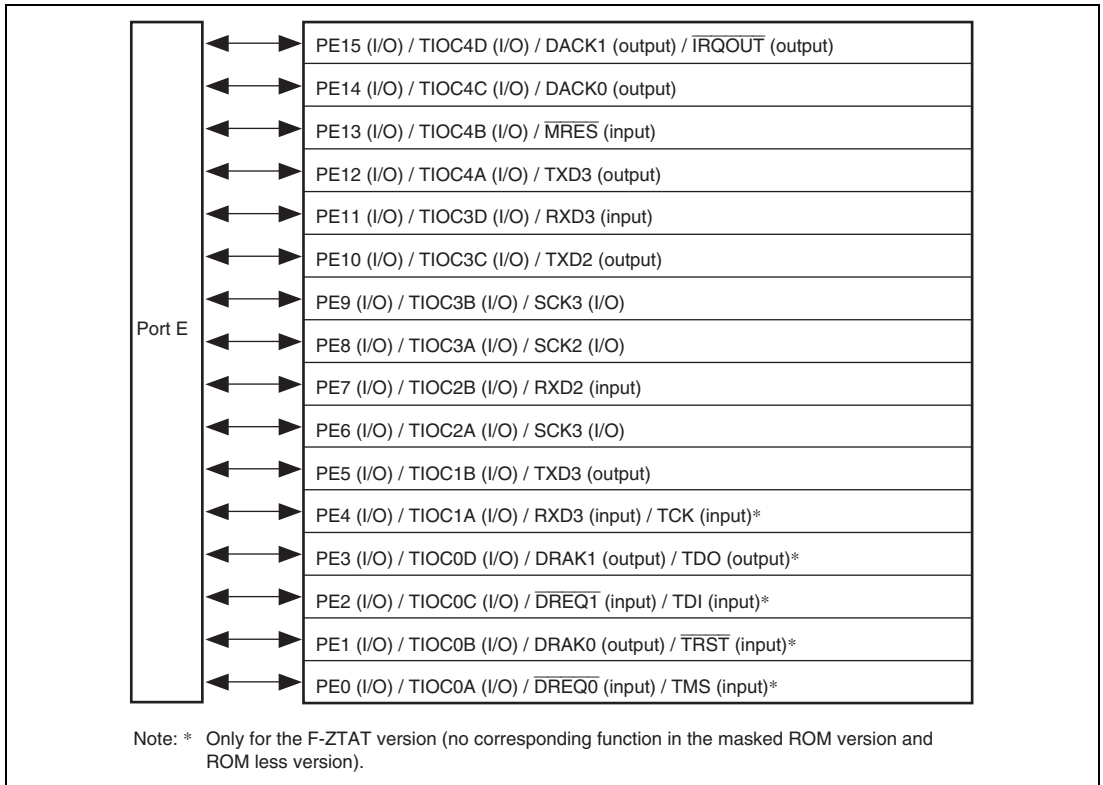 PE15 (I/O) / TIOC4D (I/O) / DACK1 (output) / IRQOUT (output)
PE14 (I/O) / TIOC4C (I/O) / DACK0 (output)
PE13 (I/O) / TIOC4B (I/O) / MRES (input)
PE12 (I/O) / TIOC4A (I/O) / TXD3 (output)
PE11 (I/O) / TIOC3D (I/O) / RXD3 (input)
PE10 (I/O) / TIOC3C (I/O) / TXD2 (output)
PE9 (I/O) / TIOC3B (I/O) / SCK3 (I/O)
Port E
PE8 (I/O) / TIOC3A (I/O) / SCK2 (I/O)
PE7 (I/O) / TIOC2B (I/O) / RXD2 (input)
PE6 (I/O) / TIOC2A (I/O) / SCK3 (I/O)
PE5 (I/O) / TIOC1B (I/O) / TXD3 (output)
PE4 (I/O) / TIOC1A (I/O) / RXD3 (input) / TCK (input)*
PE3 (I/O) / TIOC0D (I/O) / DRAK1 (output) / TDO (output)*
PE2 (I/O) / TIOC0C (I/O) / DREQ1 (input) / TDI (input)*
PE1 (I/O) / TIOC0B (I/O) / DRAK0 (output) / TRST (input)*
PE0 (I/O) / TIOC0A (I/O) / DREQ0 (input) / TMS (input)*
Note: * Only for the F-ZTAT version (no corresponding function in the masked ROM version and
ROM less version).